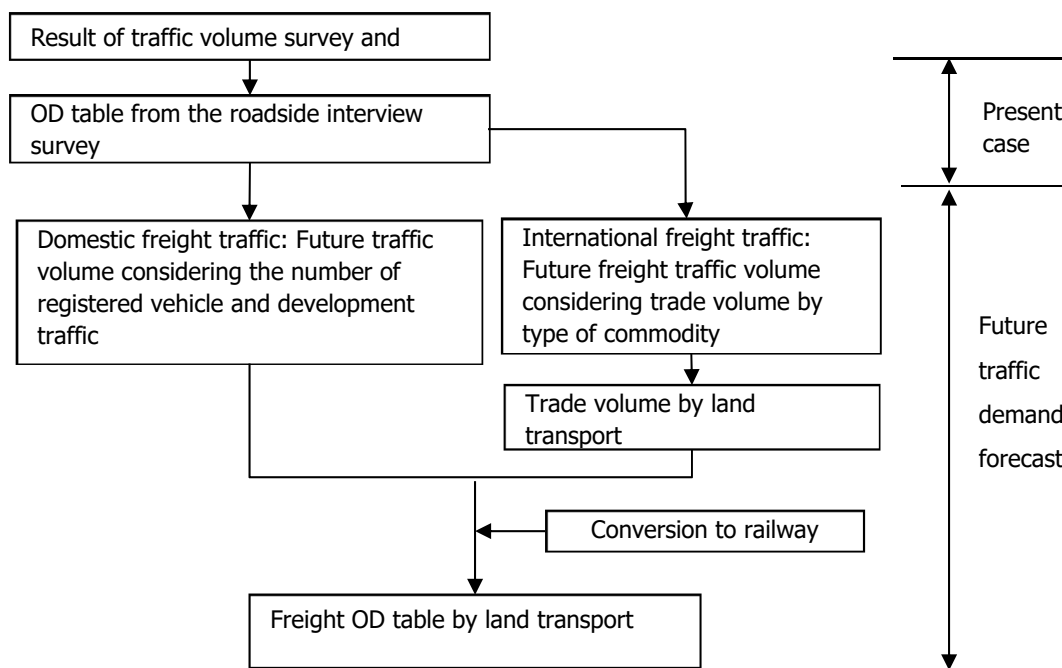 Result of traffic volume survey and
OD table from the roadside interview
survey
Present
case
Domestic freight traffic: Future traffic
volume considering the number of
registered vehicle and development
traffic
International freight traffic:
Future freight traffic volume
considering trade volume by
type of commodity
Future
traffic
demand
forecast
Trade volume by land
transport
Conversion to railway
Freight OD table by land transport